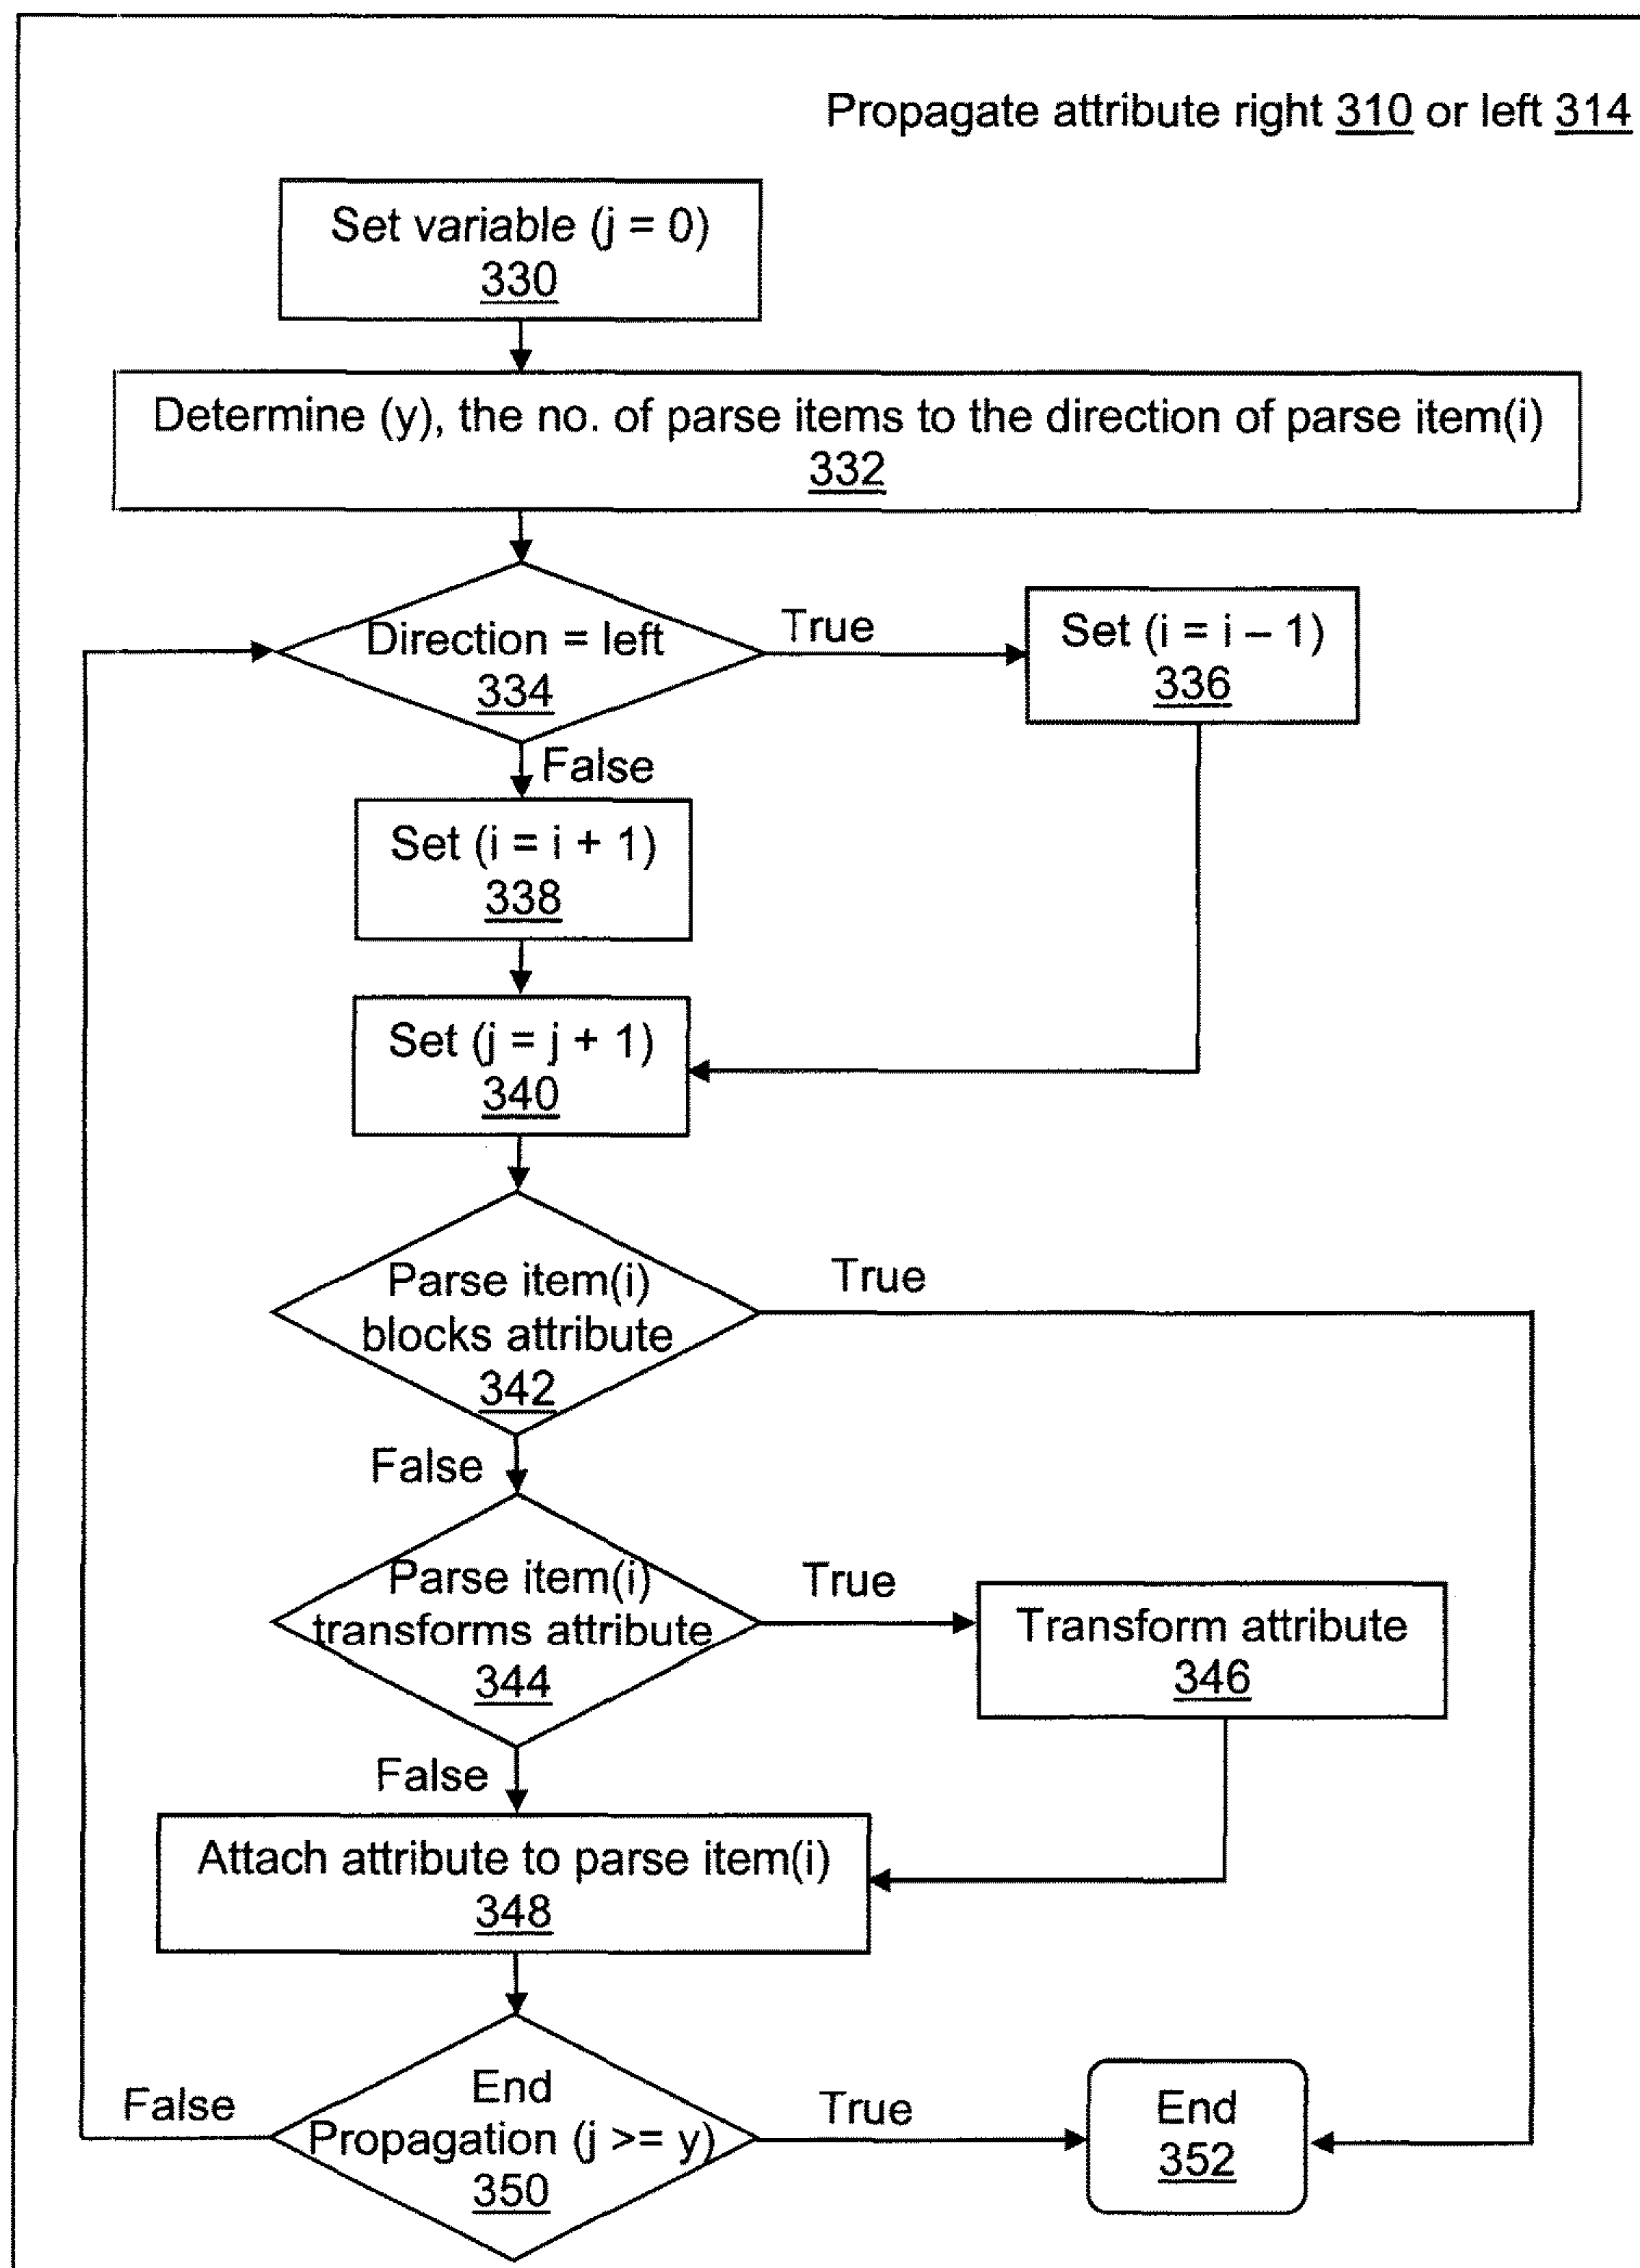 Propagate attribute right 310 or left 314
Set variable (j = 0)
330
Determine (y), the no. of parse items to the direction of parse item(i)
332
Direction = left
334
True
Set (i = i – 1)
336
False
Set (i = i + 1)
338
Set (j = j + 1)
340
Parse item(i)
blocks attribute
342
True
False
Parse item(i)
transforms attribute
344
True
Transform attribute
346
False
Attach attribute to parse item(i)
348
False
End
Propagation (j >= y)
350
True
End
352